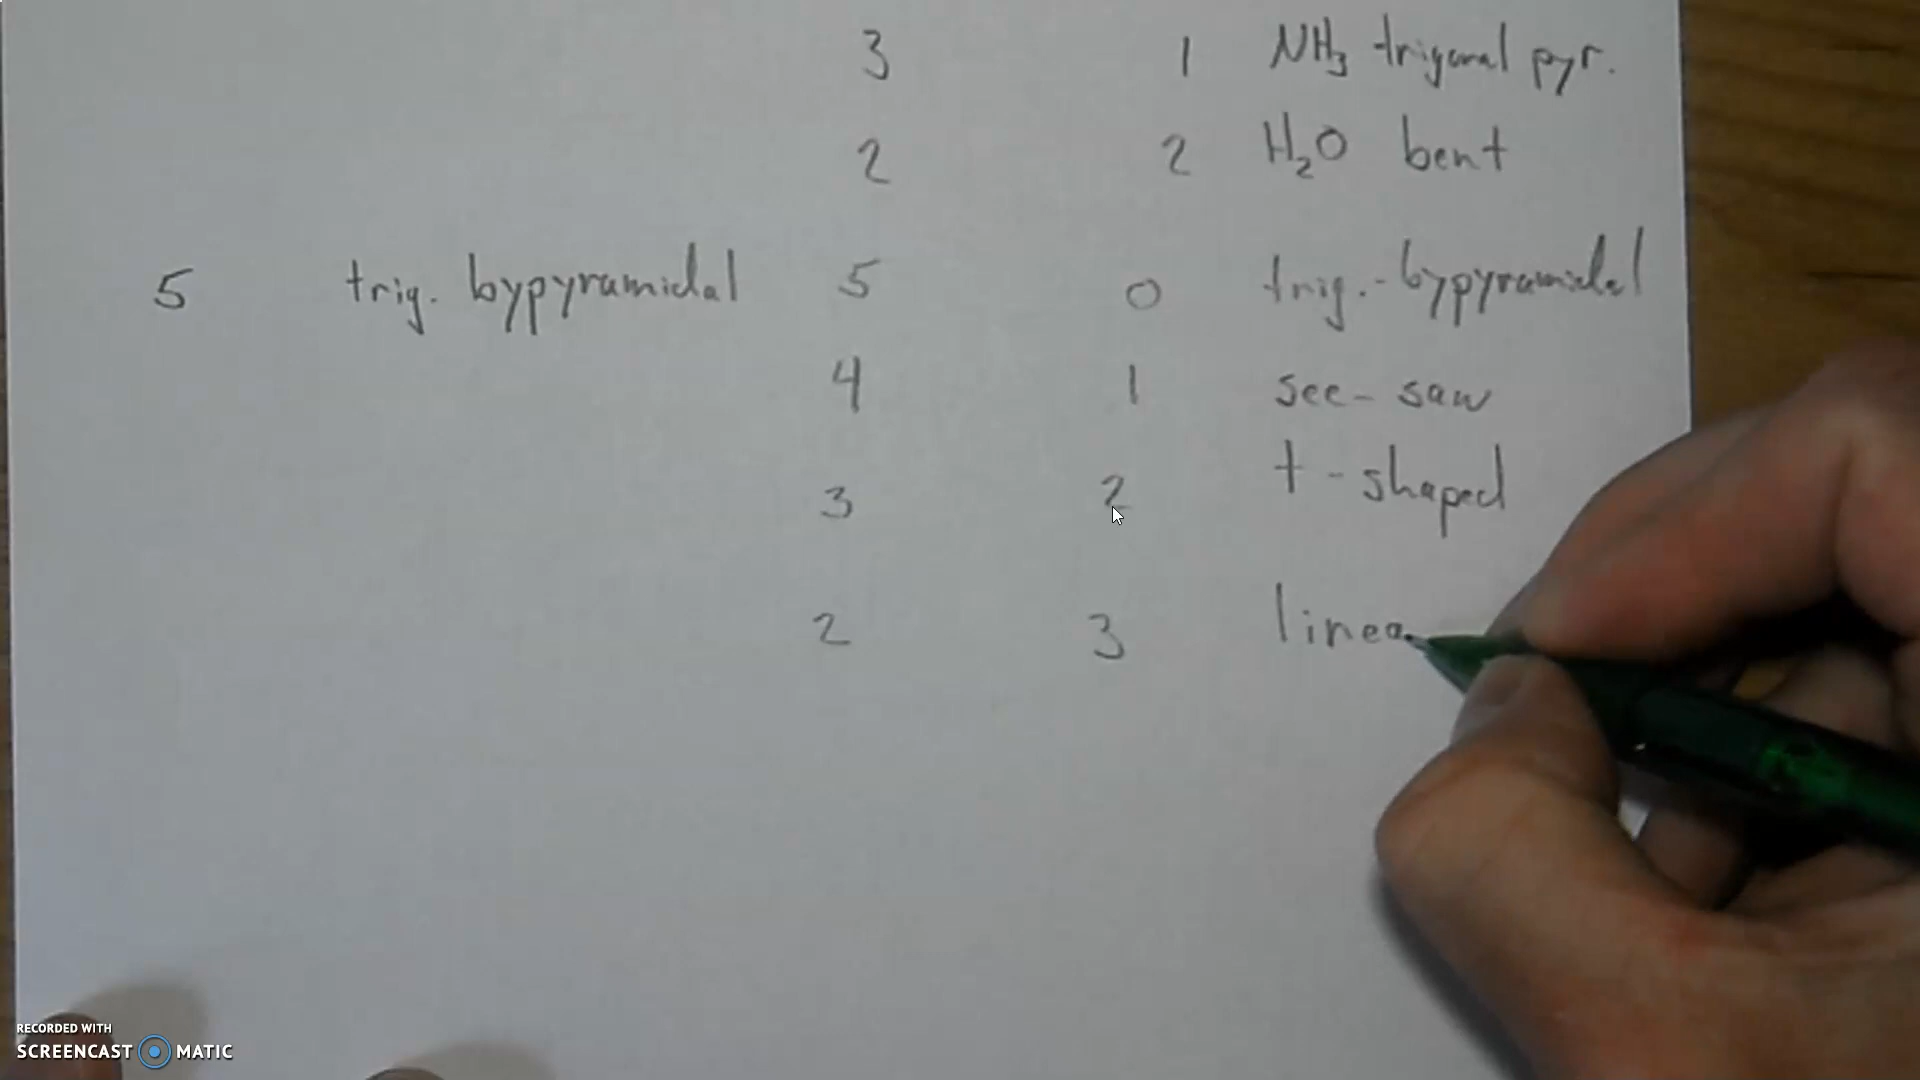 3 1 NH3 trigonal pyr.
2 2 H2O bent
5 trig. bypyramidal 5 0 trig.-bypyramidal
4 1 see-saw
3 2 t-shaped
2 3 linea
RECORDED WITH
SCREENCAST MATIC